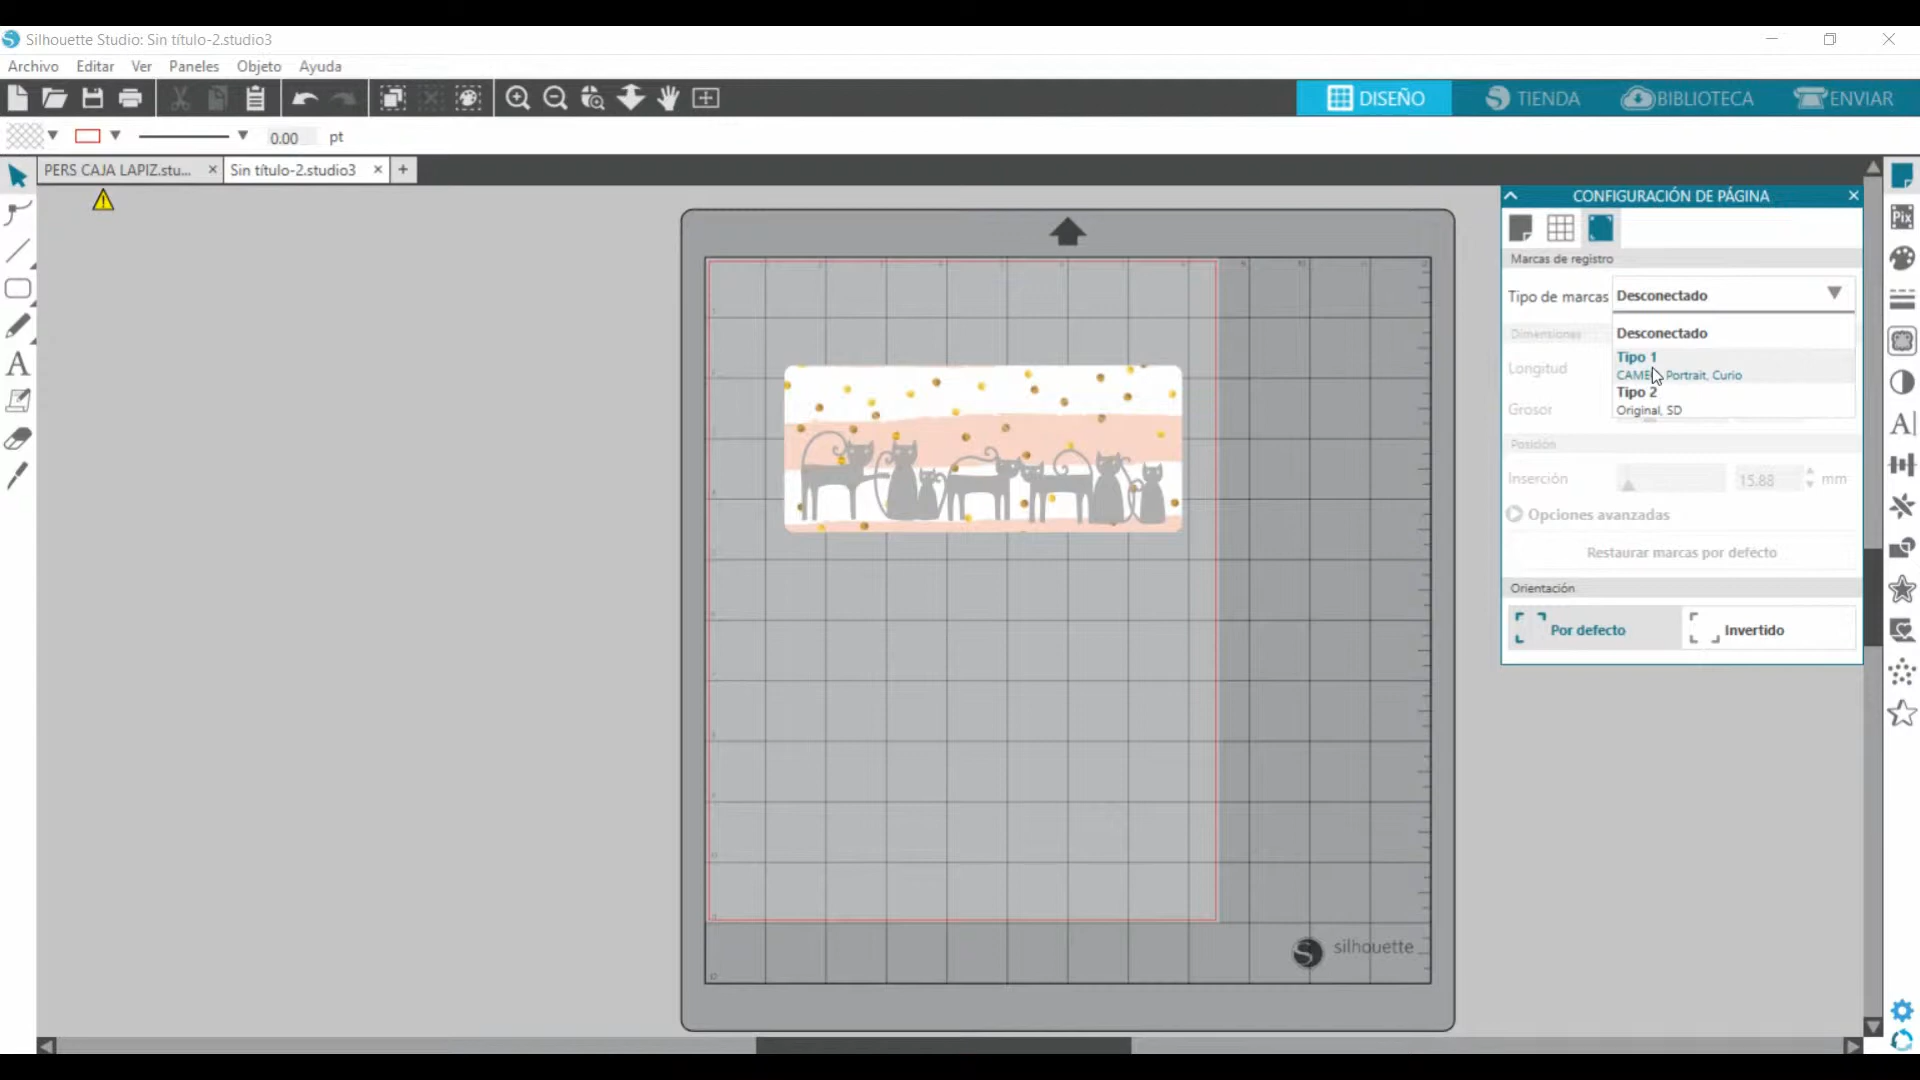 Silhouette Studio: Sin título-2.studio3
Archivo Editar Ver Paneles Objeto Ayuda
DISEÑO TIENDA BIBLIOTECA ENVIAR
0.00 pt
PERS CAJA LAPIZ.stu... Sin título-2.studio3
CONFIGURACIÓN DE PÁGINA
Pix
Marcas de registro
Tipo de marcas Desconectado
Dimensiones
Desconectado
Tipo 1
Portrait, Curio
Longitud
Tipo 2
Original, SD
Grosor
Posición
Inserción 15.88 mm
Opciones avanzadas
Restaurar marcas por defecto
Orientación
Por defecto Invertido
silhouette